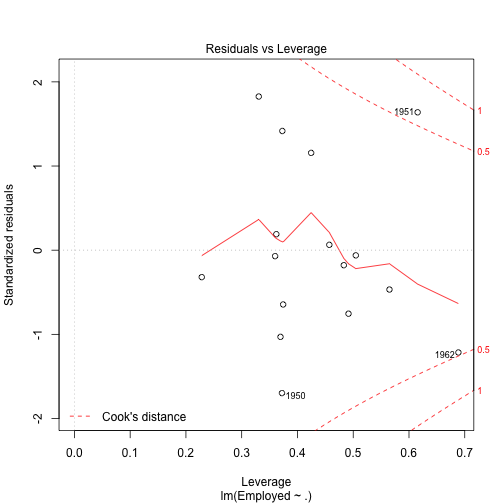 Residuals vs Leverage
Standardized residuals
2
1
0
-1
-2
1951
1
0.5
0.5
1962
1
1950
Cook's distance
0.0 0.1 0.2 0.3 0.4 0.5 0.6 0.7
Leverage
lm(Employed ~ .)